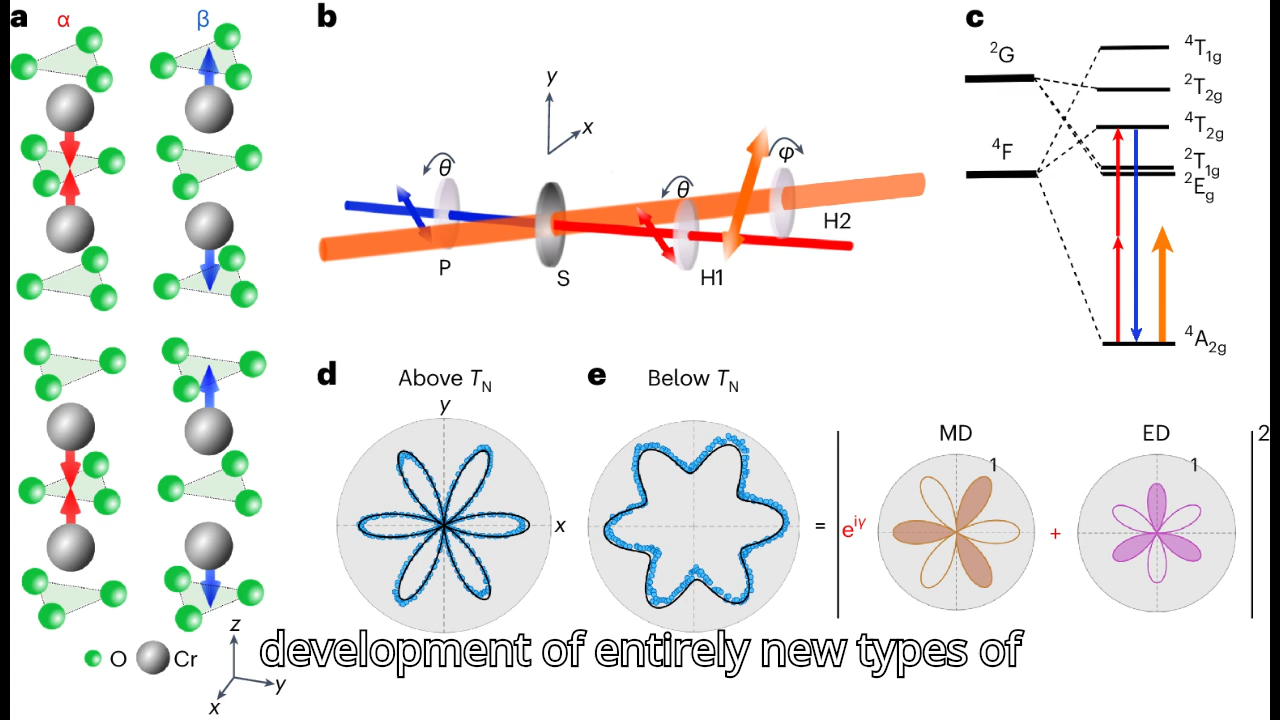 a
α
β
O
Cr
z
y
x
b
y
x
θ
θ
φ
P
S
H1
H2
c
²G
⁴F
⁴T₁g
²T₂g
⁴T₂g
²T₁g
²Eg
⁴A₂g
d
Above TN
y
x
e
Below TN
=
eiγ
MD
1
+
ED
1
2
development of entirely new types of